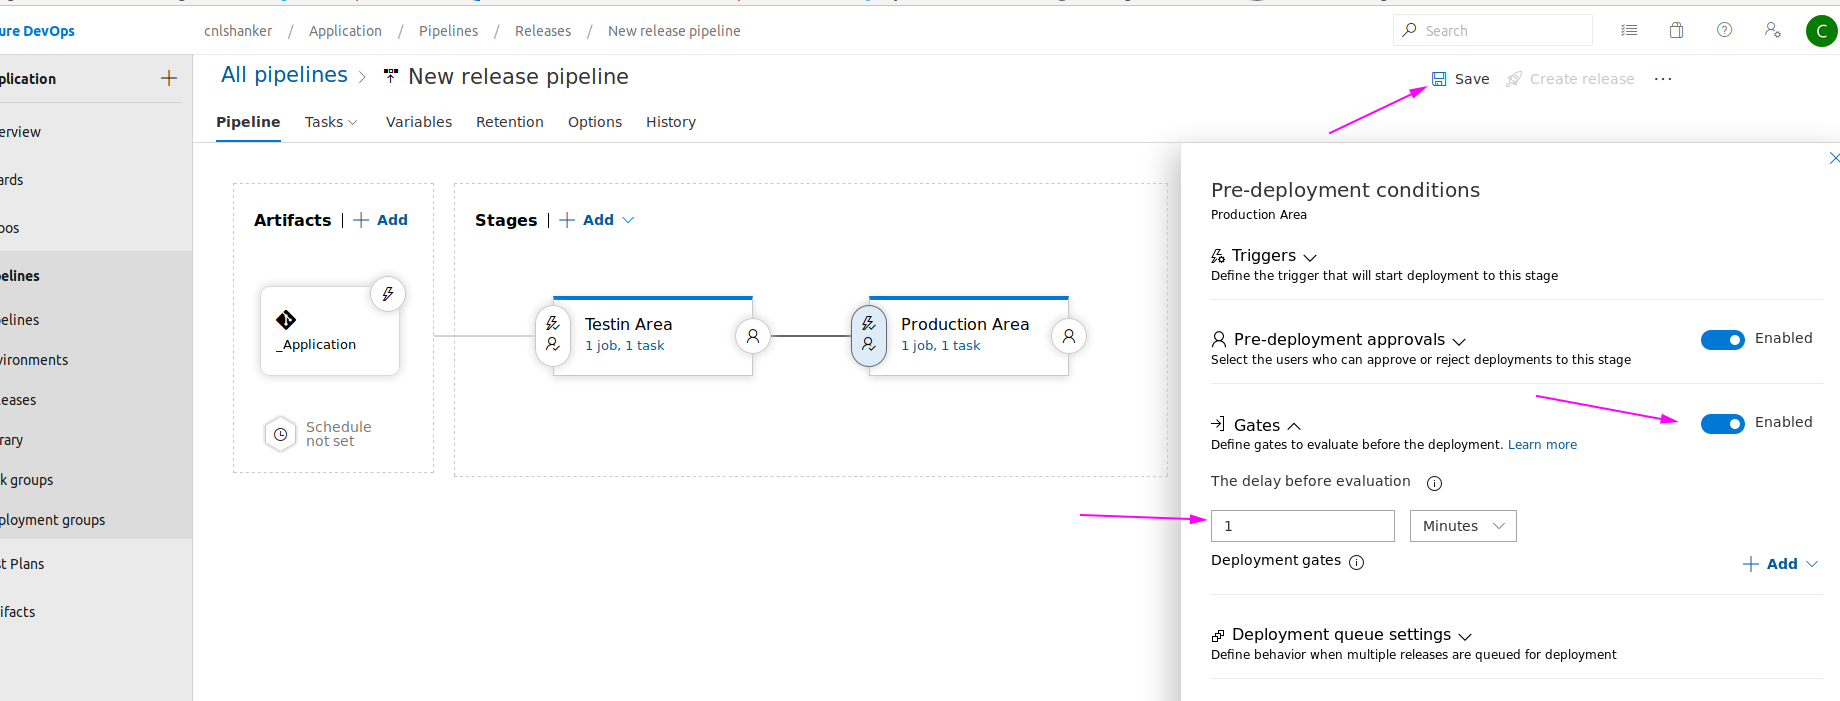 ure DevOps
cnlshanker / Application / Pipelines / Releases / New release pipeline
Search
C
plication
erview
ards
oos
elines
elines
vironments
leases
rary
k groups
ployment groups
t Plans
ifacts
All pipelines > New release pipeline
Save
Create release
...
Pipeline
Tasks
Variables
Retention
Options
History
Artifacts | + Add
_Application
Schedule
not set
Stages | + Add
Testin Area
1 job, 1 task
Production Area
1 job, 1 task
Pre-deployment conditions
Production Area
Triggers
Define the trigger that will start deployment to this stage
Pre-deployment approvals
Enabled
Select the users who can approve or reject deployments to this stage
Gates
Enabled
Define gates to evaluate before the deployment. Learn more
The delay before evaluation
1
Minutes
Deployment gates
+ Add
Deployment queue settings
Define behavior when multiple releases are queued for deployment